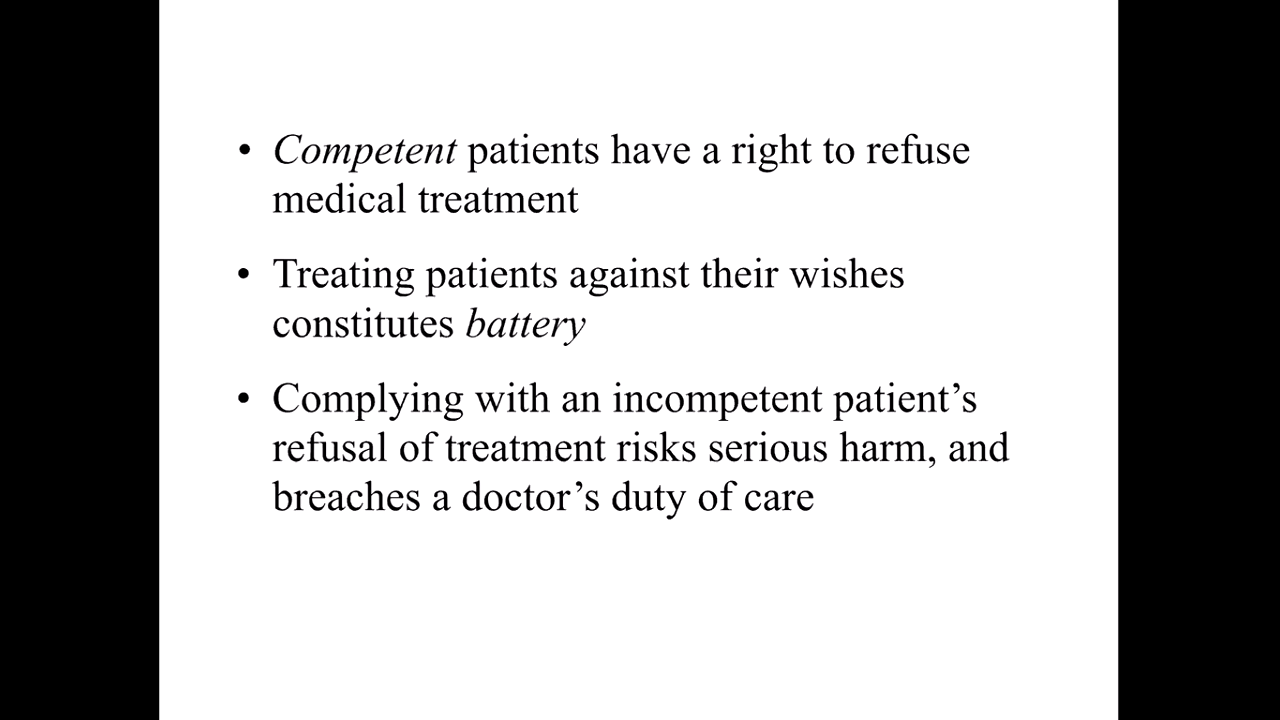 • Competent patients have a right to refuse
medical treatment
• Treating patients against their wishes
constitutes battery
• Complying with an incompetent patient’s
refusal of treatment risks serious harm, and
breaches a doctor’s duty of care